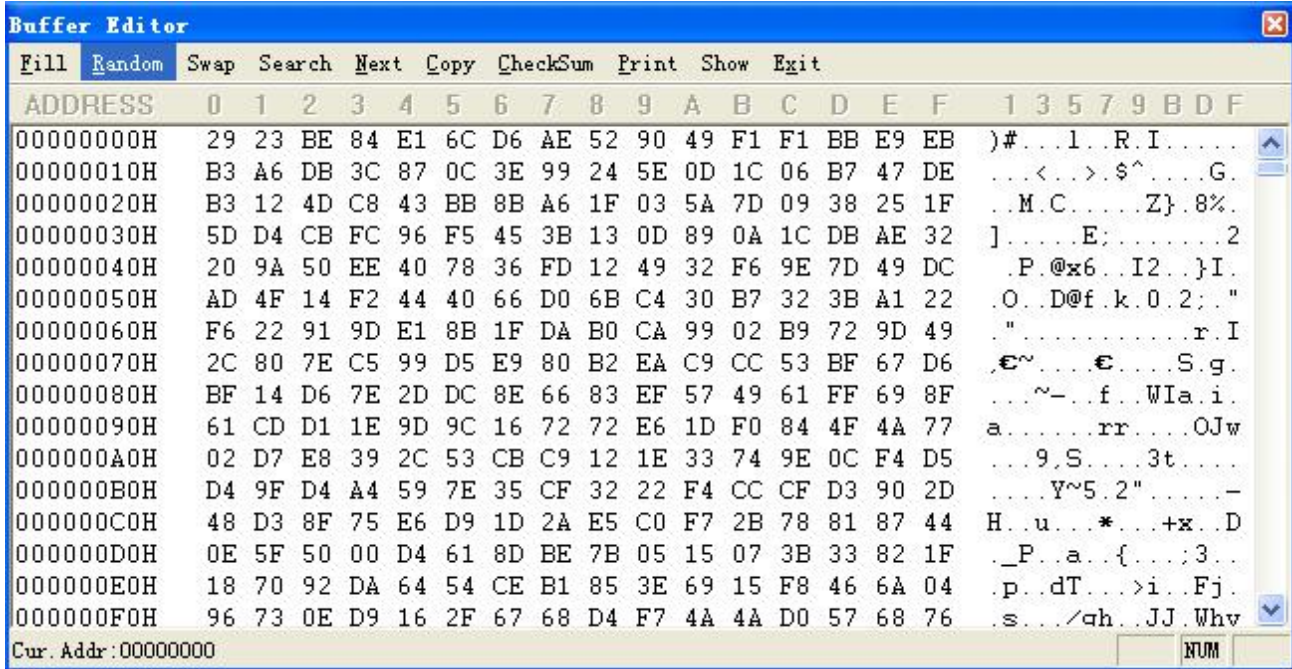 Buffer Editor
Fill Random Swap Search Next Copy CheckSum Print Show Exit
ADDRESS 0 1 2 3 4 5 6 7 8 9 A B C D E F 1 3 5 7 9 B D F
00000000H 29 23 BE 84 E1 6C D6 AE 52 90 49 F1 F1 BB E9 EB )#...l..R.I.....
00000010H B3 A6 DB 3C 87 0C 3E 99 24 5E 0D 1C 06 B7 47 DE ...<..>.$^....G.
00000020H B3 12 4D C8 43 BB 8B A6 1F 03 5A 7D 09 38 25 1F ..M.C.....Z}.8%.
00000030H 5D D4 CB FC 96 F5 45 3B 13 0D 89 0A 1C DB AE 32 ].....E;.......2
00000040H 20 9A 50 EE 40 78 36 FD 12 49 32 F6 9E 7D 49 DC .P.@x6..I2..}I.
00000050H AD 4F 14 F2 44 40 66 D0 6B C4 30 B7 32 3B A1 22 .O..D@f.k.0.2;."
00000060H F6 22 91 9D E1 8B 1F DA B0 CA 99 02 B9 72 9D 49 ."...........r.I
00000070H 2C 80 7E C5 99 D5 E9 80 B2 EA C9 CC 53 BF 67 D6 ,€~....€....S.g.
00000080H BF 14 D6 7E 2D DC 8E 66 83 EF 57 49 61 FF 69 8F ...~-..f..WIa.i.
00000090H 61 CD D1 1E 9D 9C 16 72 72 E6 1D F0 84 4F 4A 77 a......rr....OJw
000000A0H 02 D7 E8 39 2C 53 CB C9 12 1E 33 74 9E 0C F4 D5 ...9,S....3t....
000000B0H D4 9F D4 A4 59 7E 35 CF 32 22 F4 CC CF D3 90 2D ....Y~5.2".....-
000000C0H 48 D3 8F 75 E6 D9 1D 2A E5 C0 F7 2B 78 81 87 44 H..u...*...+x..D
000000D0H 0E 5F 50 00 D4 61 8D BE 7B 05 15 07 3B 33 82 1F ._P..a..{...;3..
000000E0H 18 70 92 DA 64 54 CE B1 85 3E 69 15 F8 46 6A 04 .p..dT...>i..Fj.
000000F0H 96 73 0E D9 16 2F 67 68 D4 F7 4A 4A D0 57 68 76 .s.../gh..JJ.Whv
Cur. Addr:00000000 NUM